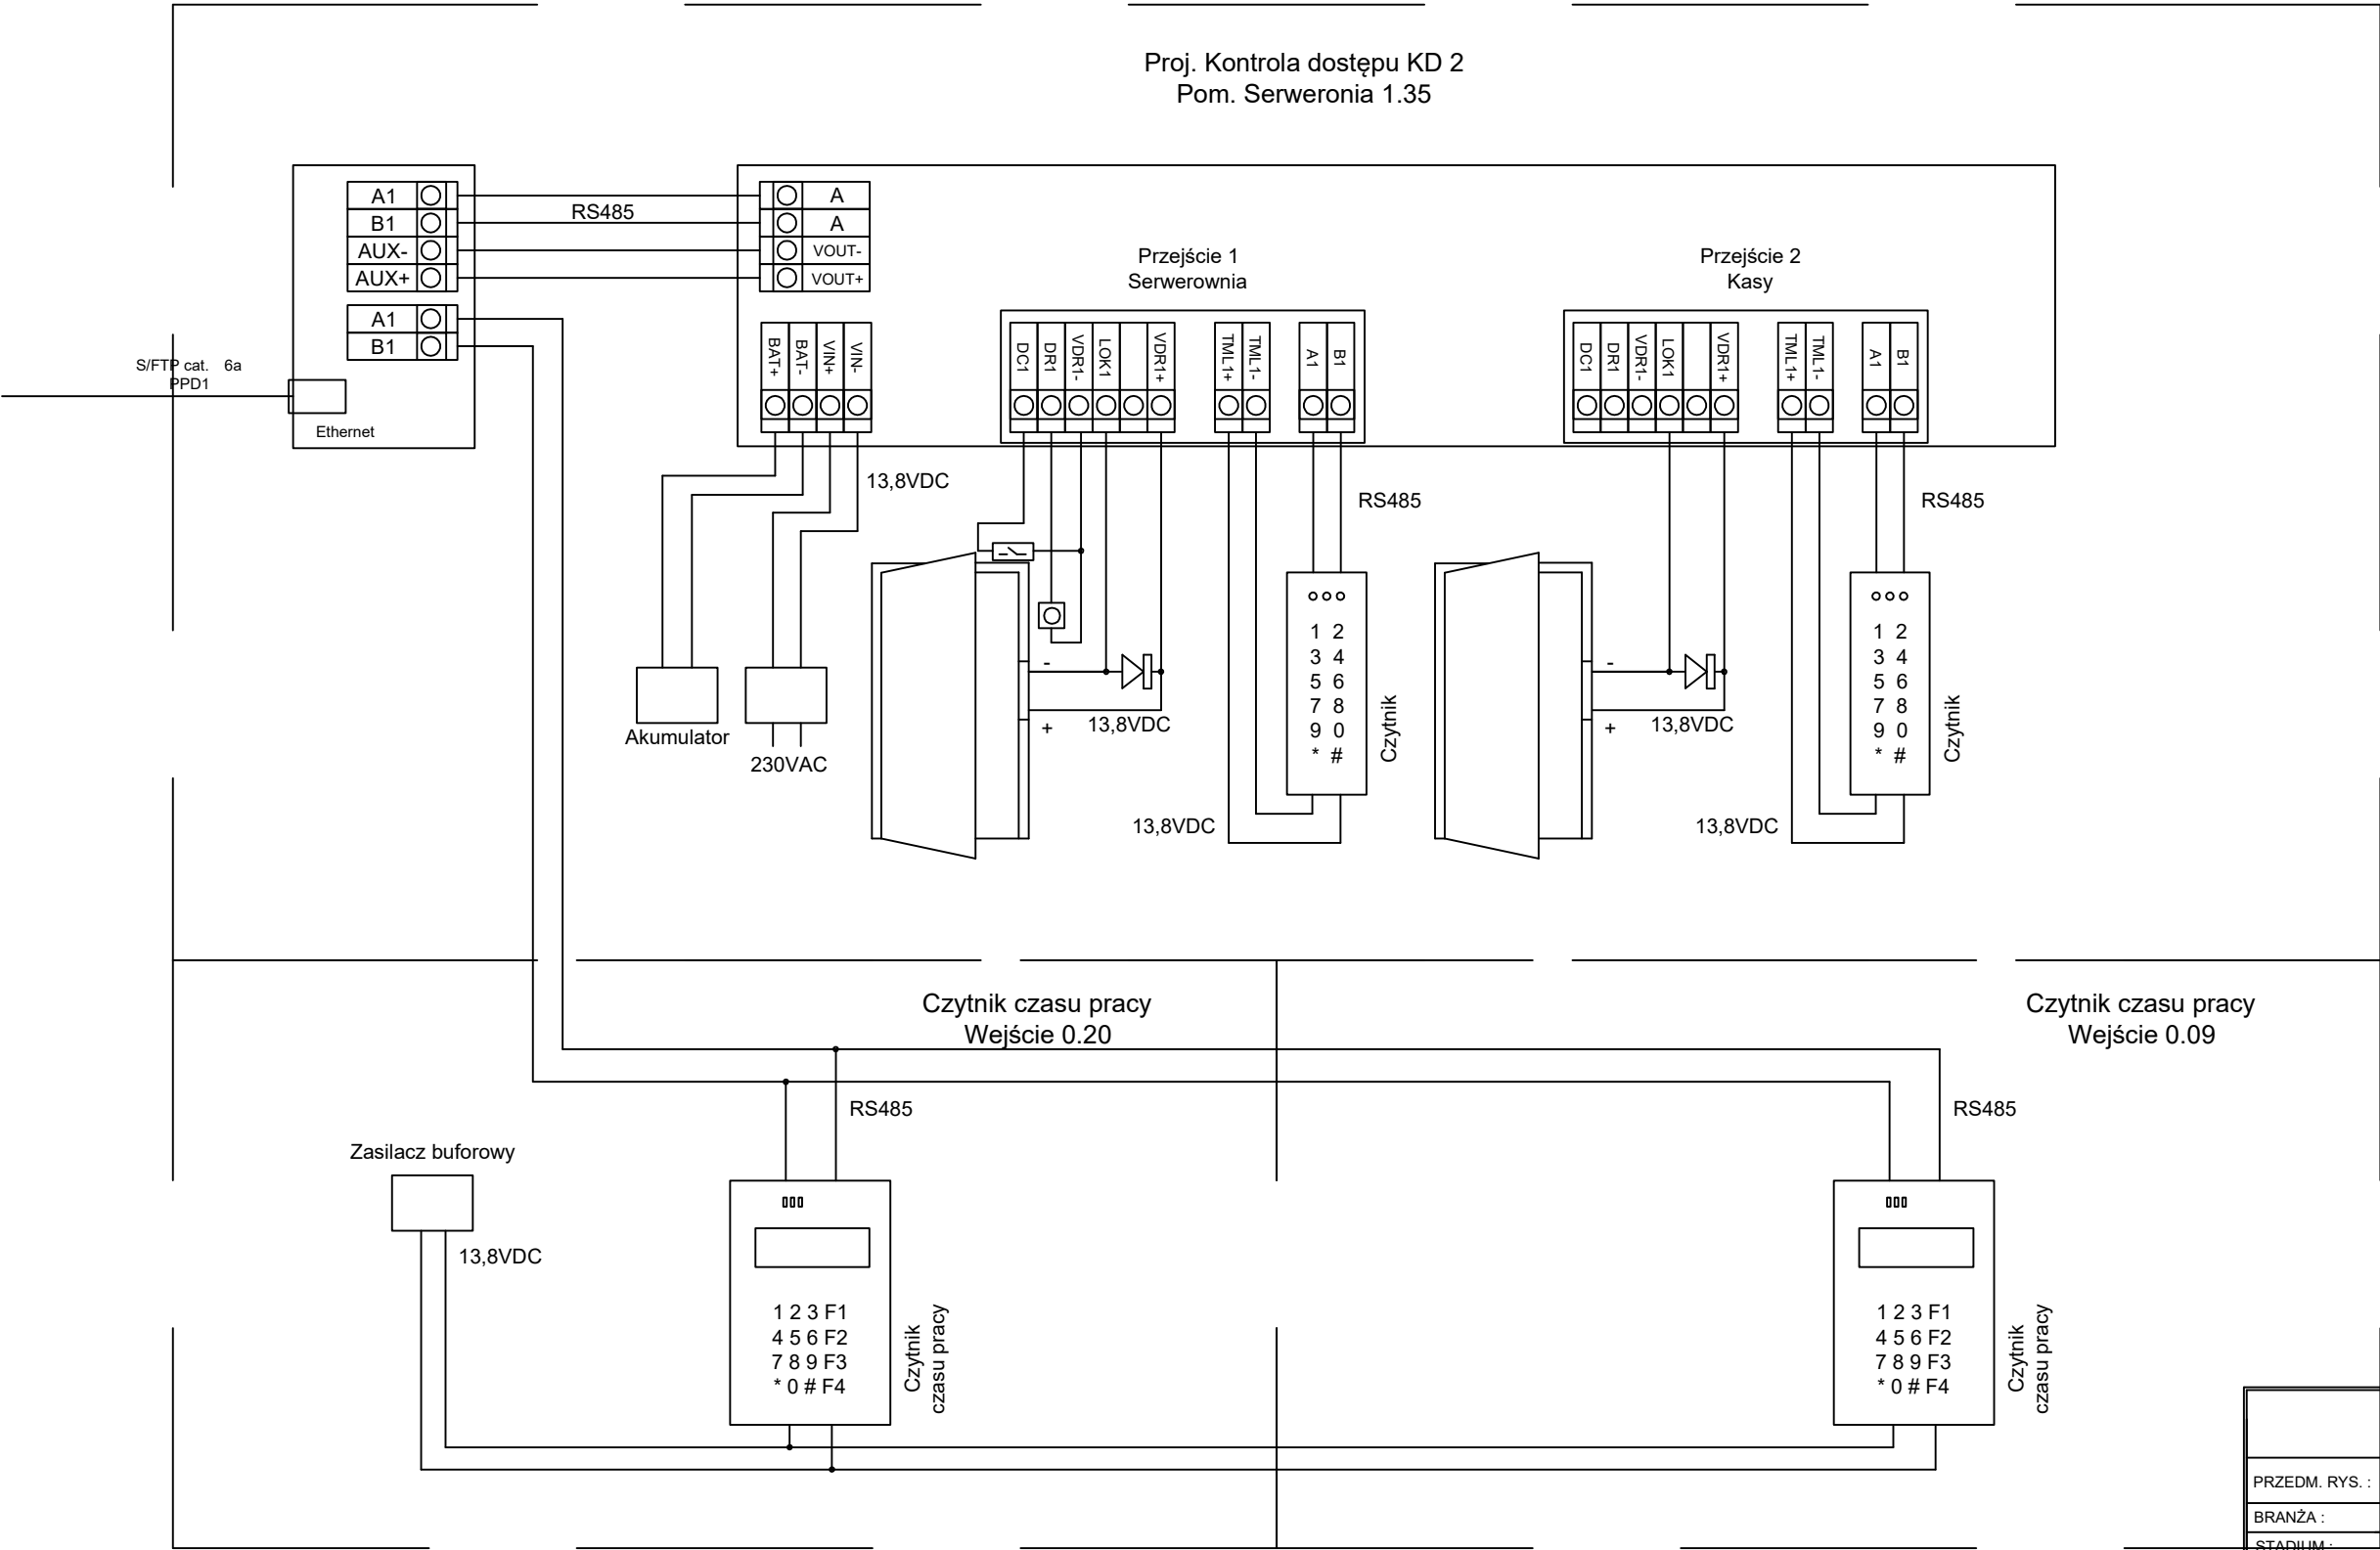 Proj. Kontrola dostępu KD 2
Pom. Serweronia 1.35
A1
B1
AUX-
AUX+
A1
B1
RS485
A
A
VOUT-
VOUT+
Przejście 1
Serwerownia
Przejście 2
Kasy
S/FTP cat. 6a
PPD1
Ethernet
BAT+
BAT-
VIN+
VIN-
DC1
DR1
VDR1-
LOK1
VDR1+
TML1+
TML1-
A1
B1
DC1
DR1
VDR1-
LOK1
VDR1+
TML1+
TML1-
A1
B1
13,8VDC
RS485
RS485
1 2
3 4
5 6
7 8
9 0
* #
Czytnik
1 2
3 4
5 6
7 8
9 0
* #
Czytnik
-
+
13,8VDC
-
+
13,8VDC
Akumulator
230VAC
13,8VDC
13,8VDC
Czytnik czasu pracy
Wejście 0.20
Czytnik czasu pracy
Wejście 0.09
RS485
RS485
Zasilacz buforowy
13,8VDC
1 2 3 F1
4 5 6 F2
7 8 9 F3
* 0 # F4
Czytnik
czasu pracy
1 2 3 F1
4 5 6 F2
7 8 9 F3
* 0 # F4
Czytnik
czasu pracy
PRZEDM. RYS. :
BRANŻA :
STADIUM :